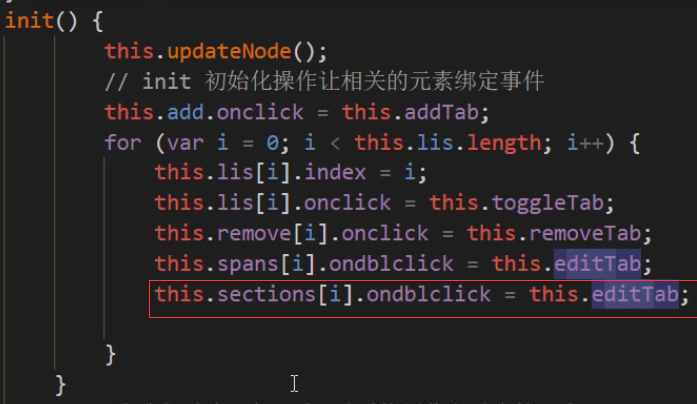 init() {
this.updateNode();
// init 初始化操作让相关的元素绑定事件
this.add.onclick = this.addTab;
for (var i = 0; i < this.lis.length; i++) {
this.lis[i].index = i;
this.lis[i].onclick = this.toggleTab;
this.remove[i].onclick = this.removeTab;
this.spans[i].ondblclick = this.editTab;
this.sections[i].ondblclick = this.editTab;
}
}